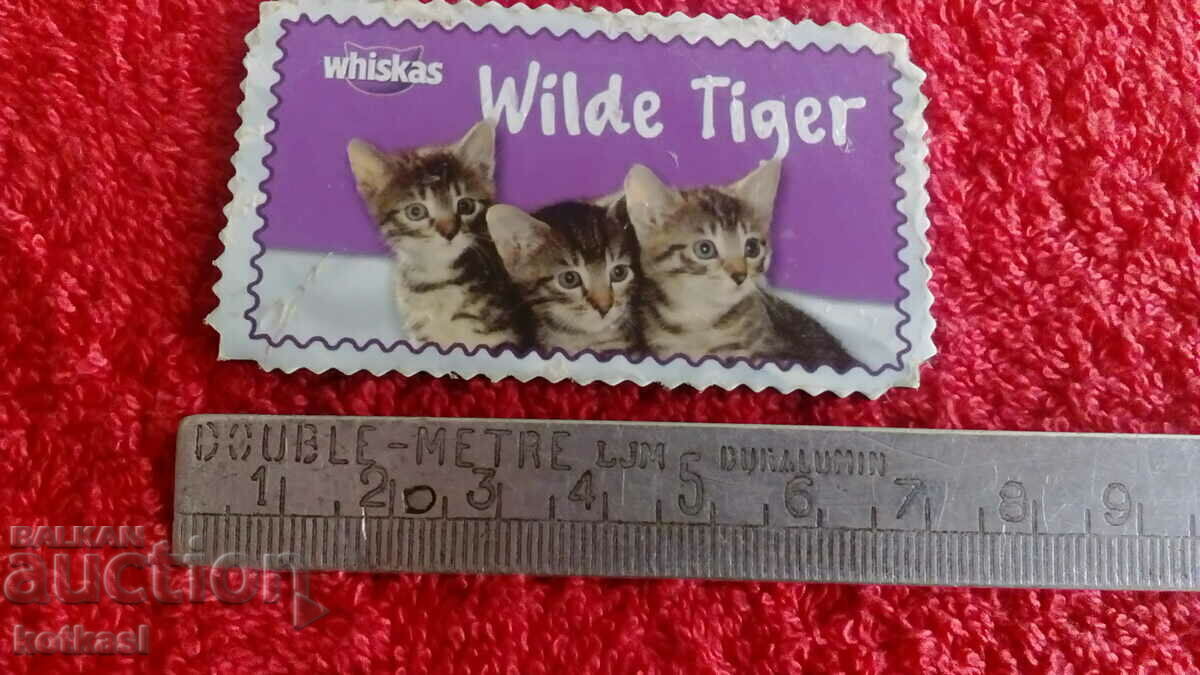 whiskas
Wilde Tiger
DOUBLE-METRE LJM DURALUMIN
1 2 3 4 5 6 7 8 9
BALKAN
auction
kotkasl